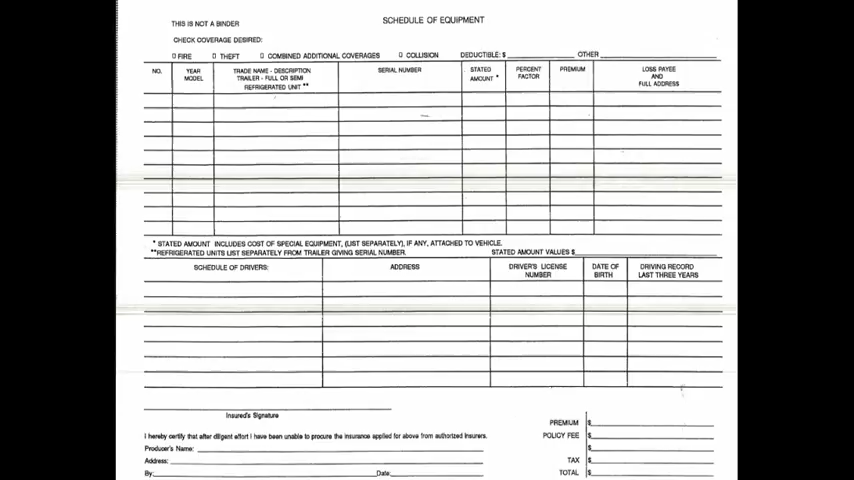 SCHEDULE OF EQUIPMENT
THIS IS NOT A BINDER
CHECK COVERAGE DESIRED:
▯ FIRE ▯ THEFT ▯ COMBINED ADDITIONAL COVERAGES ▯ COLLISION DEDUCTIBLE: $ OTHER
NO. YEAR MODEL TRADE NAME - DESCRIPTION TRAILER - FULL OR SEMI REFRIGERATED UNIT ** SERIAL NUMBER STATED AMOUNT * PERCENT FACTOR PREMIUM LOSS PAYEE AND FULL ADDRESS
* STATED AMOUNT INCLUDES COST OF SPECIAL EQUIPMENT, (LIST SEPARATELY), IF ANY, ATTACHED TO VEHICLE.
**REFRIGERATED UNITS LIST SEPARATELY FROM TRAILER GIVING SERIAL NUMBER. STATED AMOUNT VALUES $
SCHEDULE OF DRIVERS: ADDRESS DRIVER'S LICENSE NUMBER DATE OF BIRTH DRIVING RECORD LAST THREE YEARS
Insured's Signature
PREMIUM $
I hereby certify that after diligent effort I have been unable to procure the insurance applied for above from authorized insurers. POLICY FEE $
Producer's Name: $
Address: TAX $
By: Date: TOTAL $